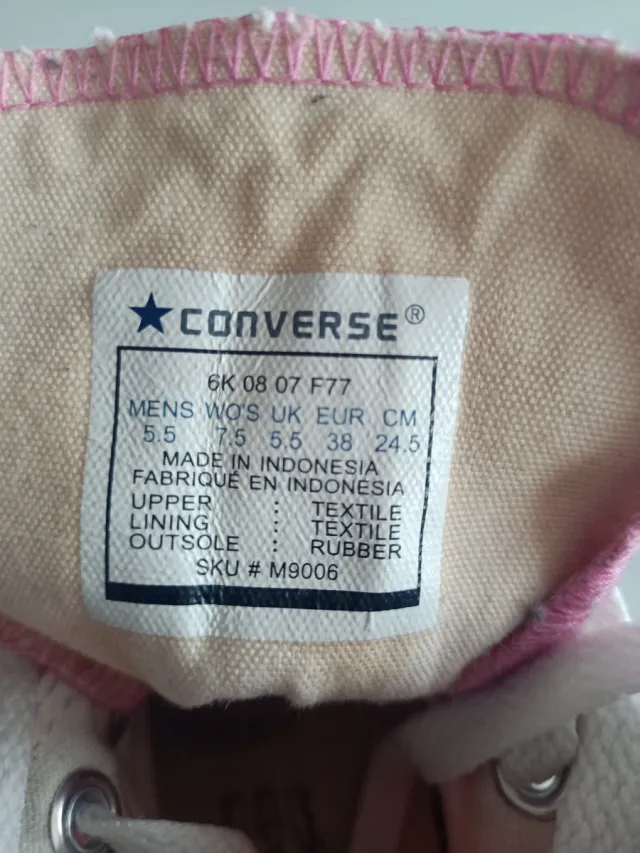 CONVERSE®
6K 08 07 F77
MENS WO'S UK EUR CM
5.5 7.5 5.5 38 24.5
MADE IN INDONESIA
FABRIQUÉ EN INDONESIA
UPPER : TEXTILE
LINING : TEXTILE
OUTSOLE : RUBBER
SKU # M9006